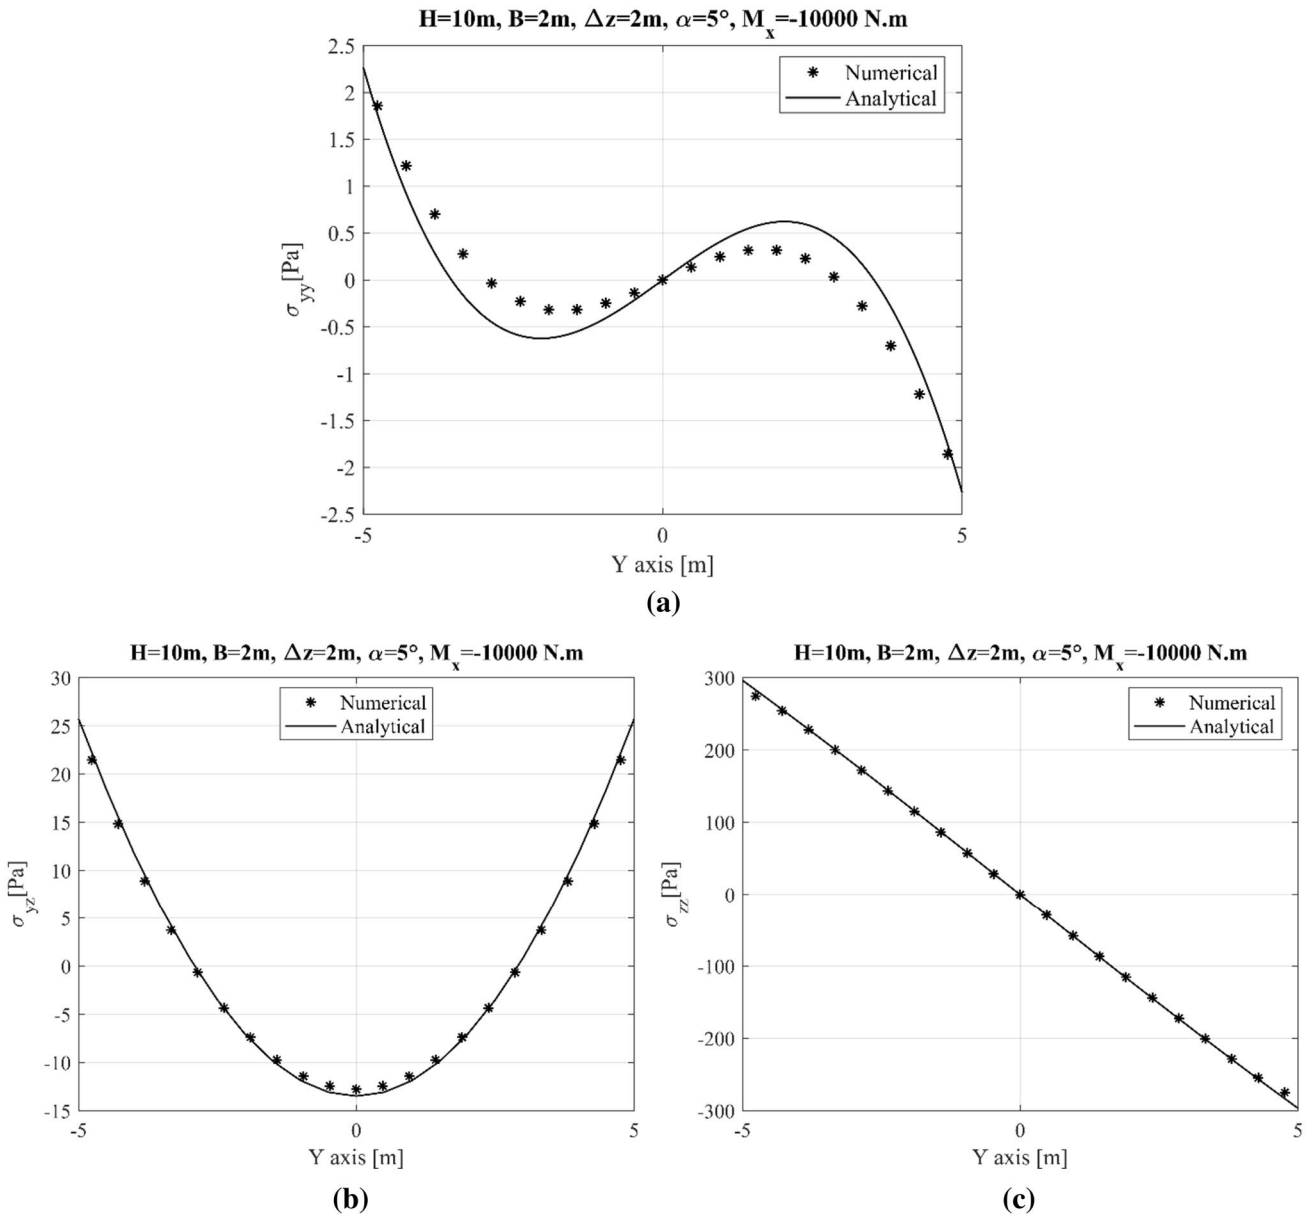 H=10m, B=2m, Δz=2m, α=5°, Mx=-10000 N.m
2.5
Numerical
2
Analytical
1.5
1
0.5
0
-0.5
-1
-1.5
-2
-2.5
σyy[Pa]
-5 0 5
Y axis [m]
(a)
H=10m, B=2m, Δz=2m, α=5°, Mx=-10000 N.m
30
Numerical
25
Analytical
20
15
10
5
0
-5
-10
-15
σyz[Pa]
-5 0 5
Y axis [m]
(b)
H=10m, B=2m, Δz=2m, α=5°, Mx=-10000 N.m
300
Numerical
Analytical
200
100
0
-100
-200
-300
σzz[Pa]
-5 0 5
Y axis [m]
(c)